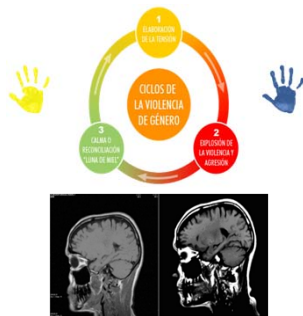 1
ELABORACIÓN
DE LA TENSIÓN
CICLOS DE
LA VIOLENCIA
DE GÉNERO
2
EXPLOSIÓN DE
LA VIOLENCIA Y
AGRESIÓN
3
CALMA O
RECONCILIACIÓN
"LUNA DE MIEL"